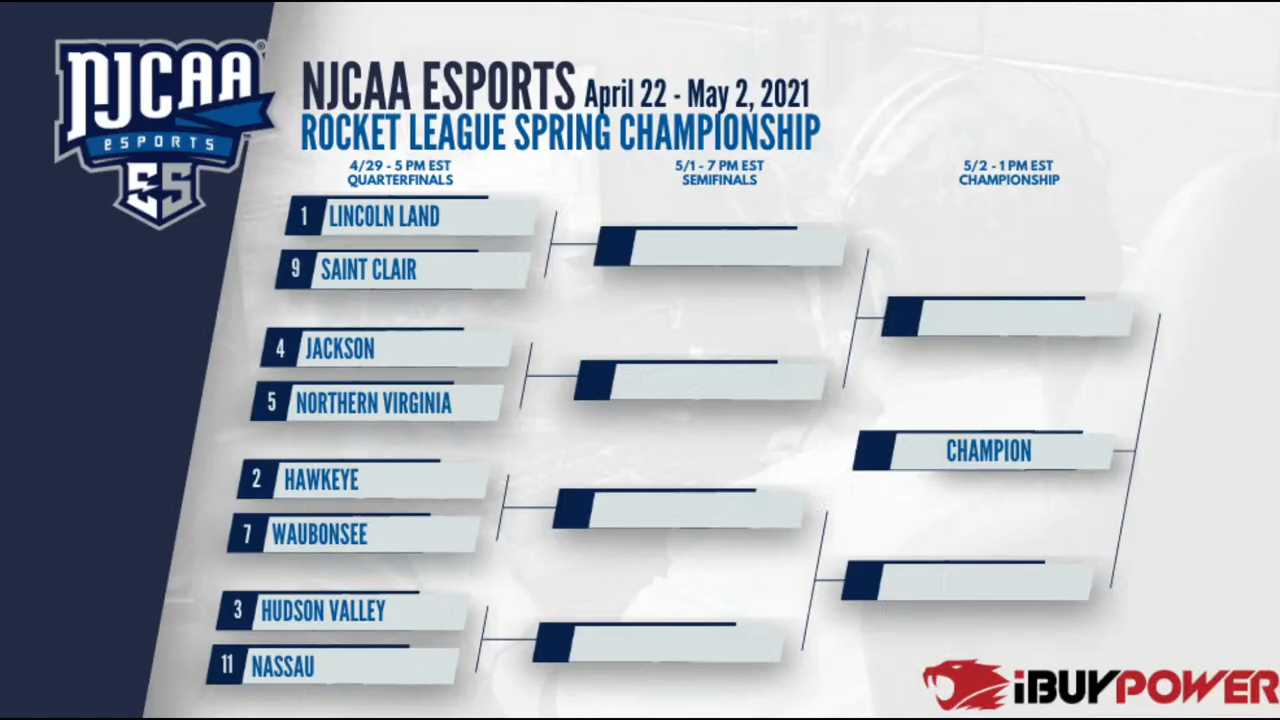 NJCAA
ESPORTS
ES
NJCAA ESPORTS April 22 - May 2, 2021
ROCKET LEAGUE SPRING CHAMPIONSHIP
4/29 - 5 PM EST
QUARTERFINALS
5/1 - 7 PM EST
SEMIFINALS
5/2 - 1 PM EST
CHAMPIONSHIP
1 LINCOLN LAND
9 SAINT CLAIR
4 JACKSON
5 NORTHERN VIRGINIA
2 HAWKEYE
7 WAUBONSEE
3 HUDSON VALLEY
11 NASSAU
CHAMPION
iBUYPOWER